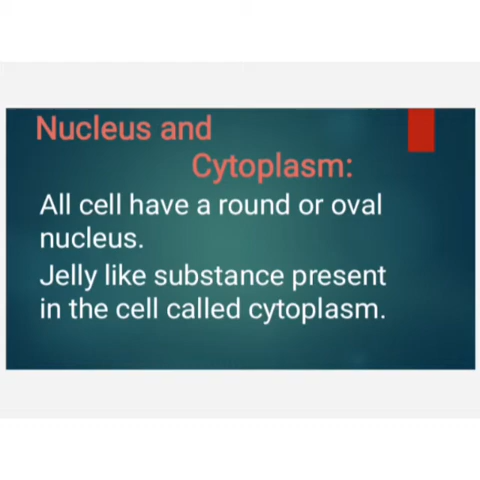 Nucleus and
Cytoplasm:
All cell have a round or oval
nucleus.
Jelly like substance present
in the cell called cytoplasm.